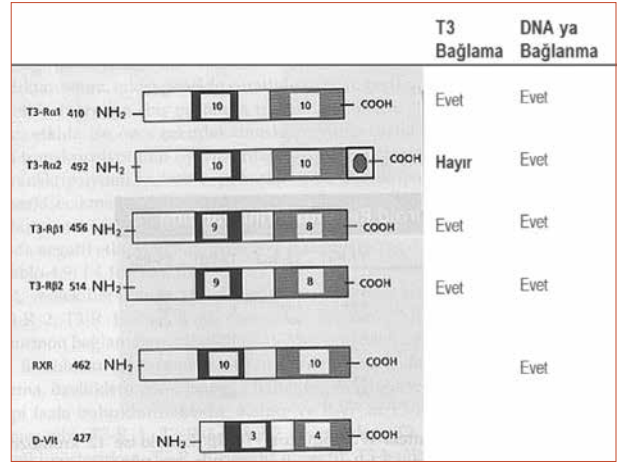 T3 Bağlama DNA ya Bağlanma
T3-Rα1 410 NH2 10 10 COOH Evet Evet
T3-Rα2 492 NH2 10 10 COOH Hayır Evet
T3-Rβ1 456 NH2 9 8 COOH Evet Evet
T3-Rβ2 514 NH2 9 8 COOH Evet Evet
RXR 462 NH2 10 10 COOH Evet
D-Vit 427 NH2 3 4 COOH